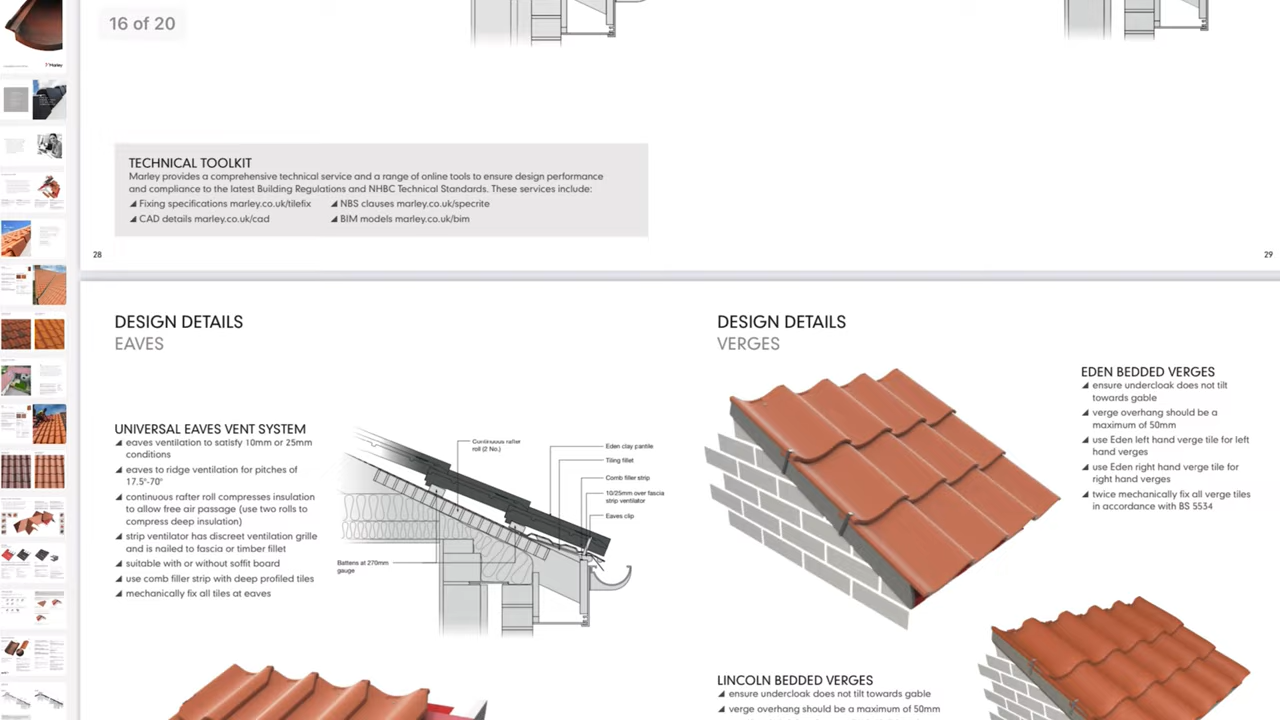 16 of 20
TECHNICAL TOOLKIT
Marley provides a comprehensive technical service and a range of online tools to ensure design performance
and compliance to the latest Building Regulations and NHBC Technical Standards. These services include:
Fixing specifications marley.co.uk/tilefix
NBS clauses marley.co.uk/specrite
CAD details marley.co.uk/cad
BIM models marley.co.uk/bim
28
29
DESIGN DETAILS
EAVES
UNIVERSAL EAVES VENT SYSTEM
eaves ventilation to satisfy 10mm or 25mm
conditions
eaves to ridge ventilation for pitches of
17.5°-70°
continuous rafter roll compresses insulation
to allow free air passage (use two rolls to
compress deep insulation)
strip ventilator has discreet ventilation grille
and is nailed to fascia or timber fillet
suitable with or without soffit board
use comb filler strip with deep profiled tiles
mechanically fix all tiles at eaves
Continuous rafter
roll (2 No.)
Eden clay pantile
Tiling fillet
Comb filler strip
10/25mm over fascia
strip ventilator
Eaves clip
Battens at 270mm
gauge
DESIGN DETAILS
VERGES
EDEN BEDDED VERGES
ensure undercloak does not tilt
towards gable
verge overhang should be a
maximum of 50mm
use Eden left hand verge tile for left
hand verges
use Eden right hand verge tile for
right hand verges
twice mechanically fix all verge tiles
in accordance with BS 5534
LINCOLN BEDDED VERGES
ensure undercloak does not tilt towards gable
verge overhang should be a maximum of 50mm